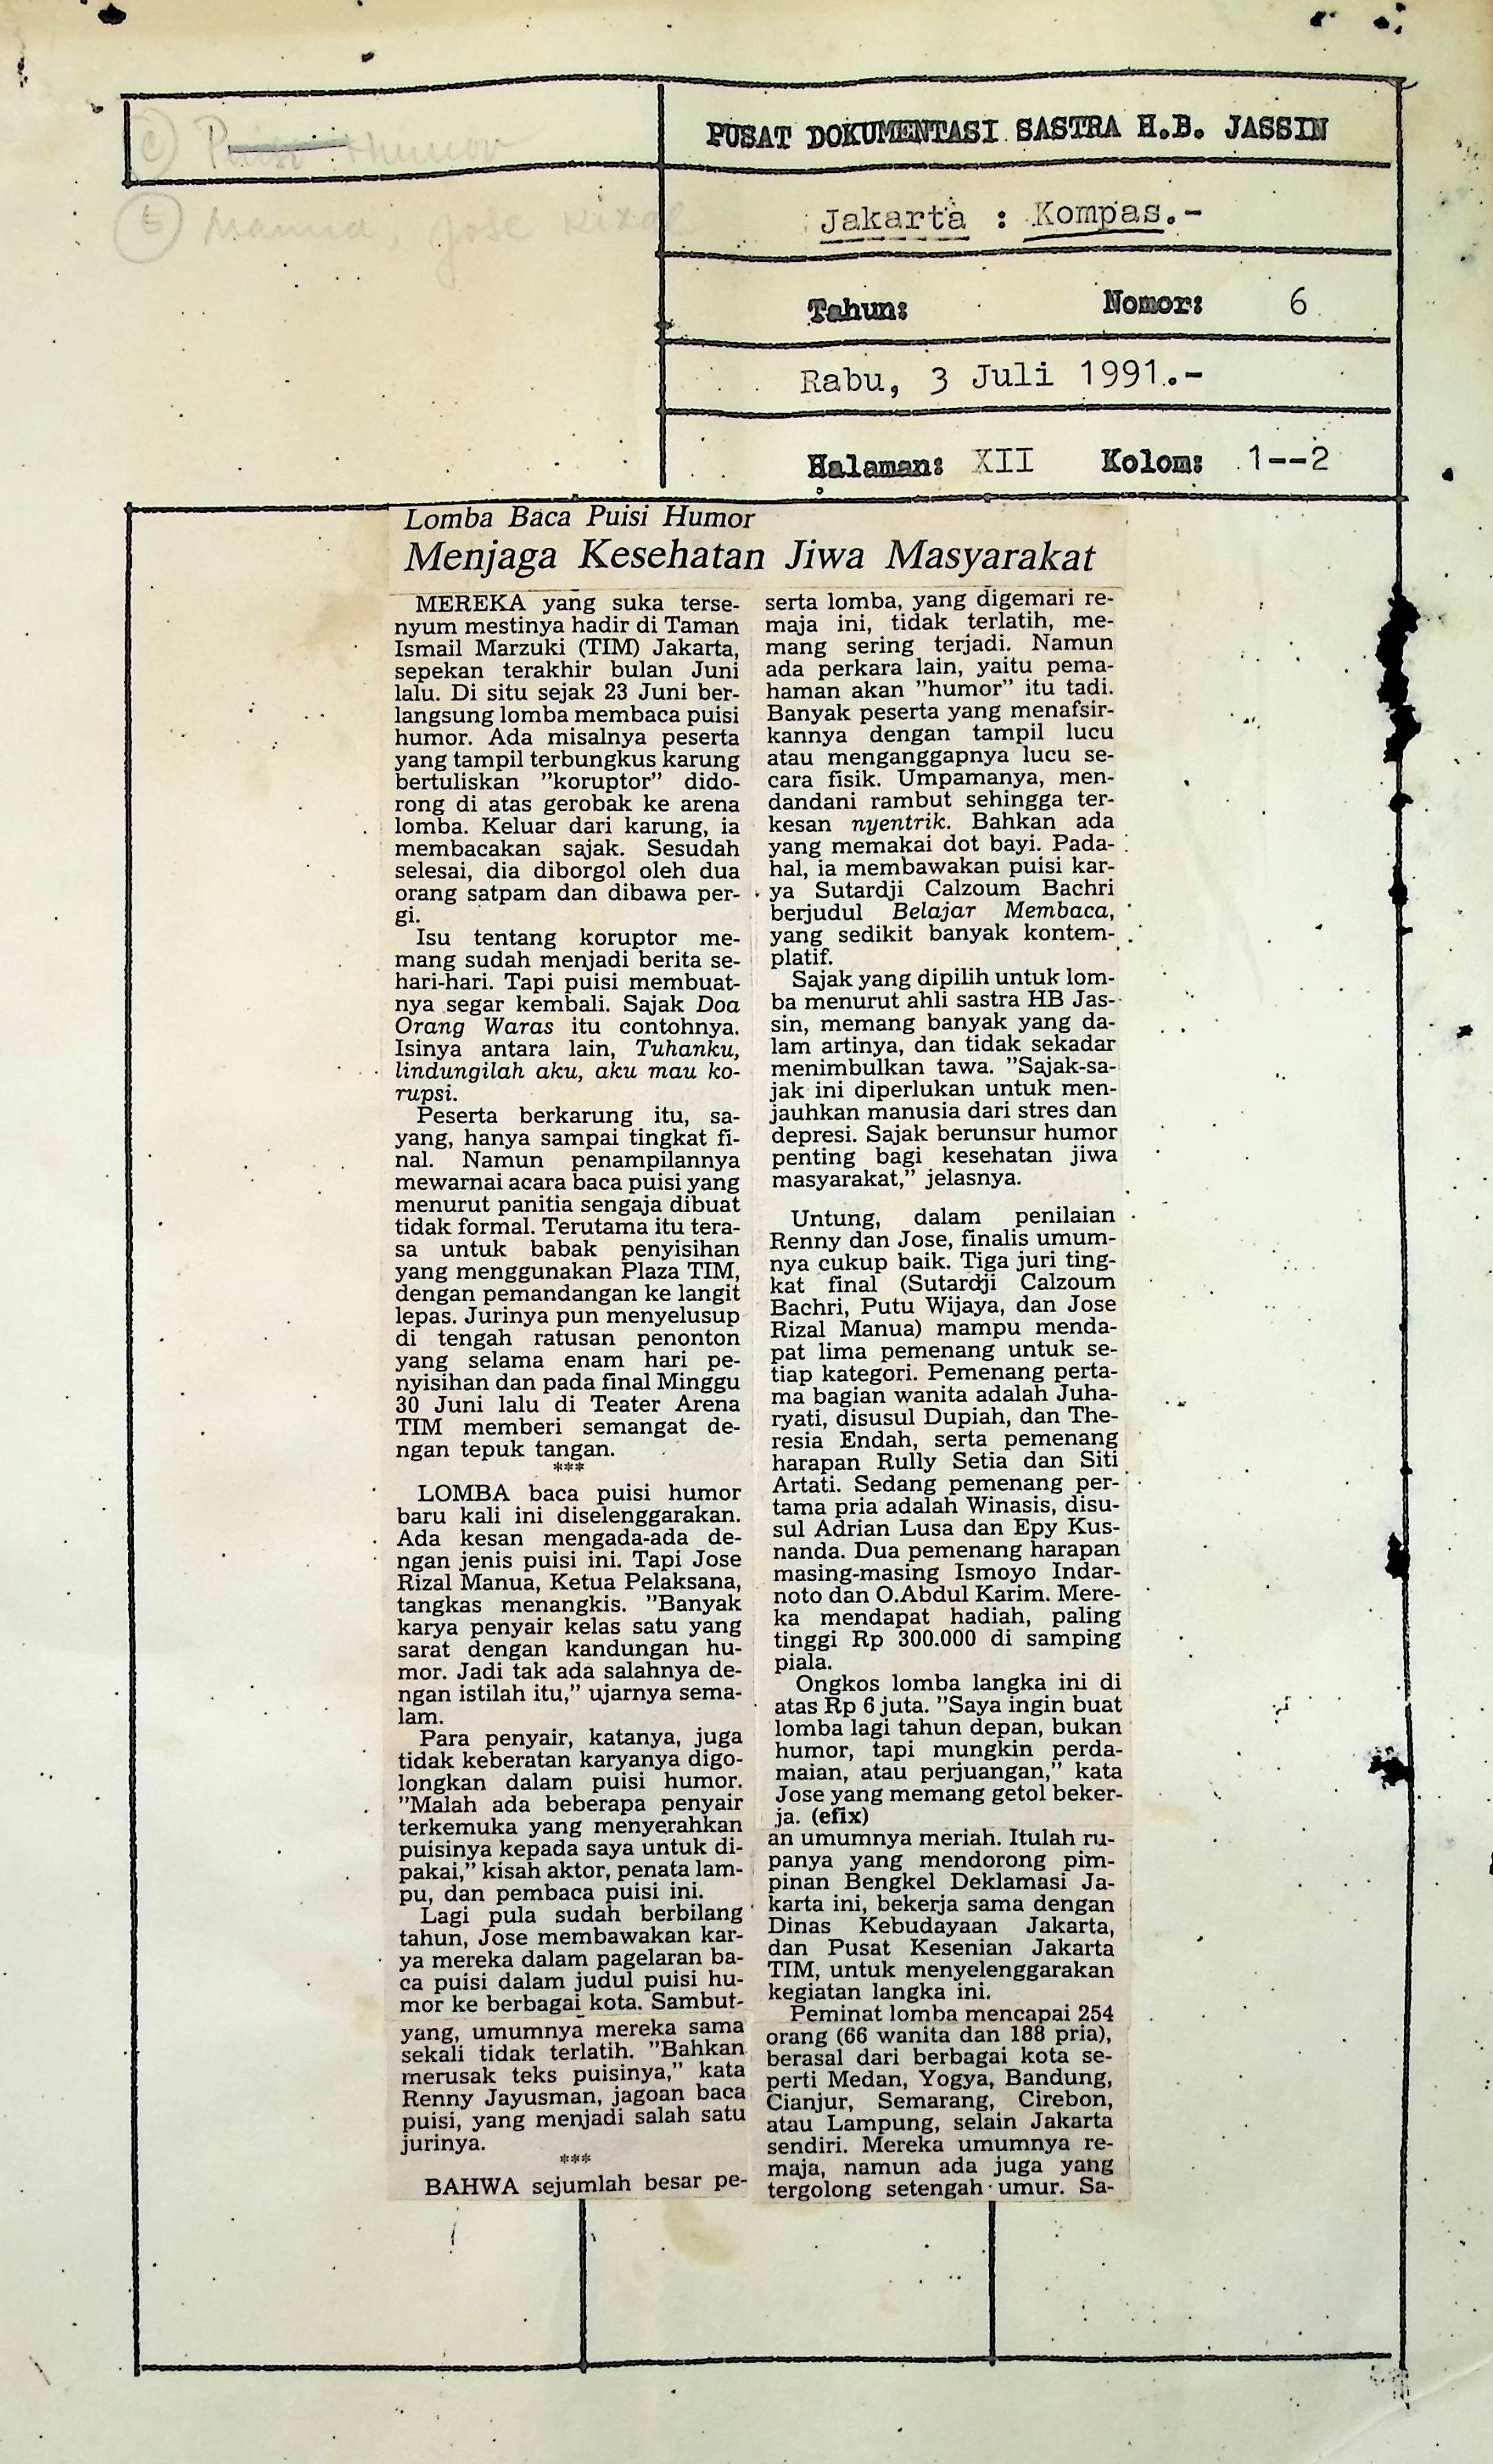 Puisi Humor
PUSAT DOKUMENTASI SASTRA H.B. JASSIN
Manua, Jose Rizal
Jakarta : Kompas.-
Tahun: Nomor: 6
Rabu, 3 Juli 1991.-
Halaman: XII Kolom: 1--2
Lomba Baca Puisi Humor
Menjaga Kesehatan Jiwa Masyarakat
MEREKA yang suka terse-
nyum mestinya hadir di Taman
Ismail Marzuki (TIM) Jakarta,
sepekan terakhir bulan Juni
lalu. Di situ sejak 23 Juni ber-
langsung lomba membaca puisi
humor. Ada misalnya peserta
yang tampil terbungkus karung
bertuliskan ”koruptor” dido-
rong di atas gerobak ke arena
lomba. Keluar dari karung, ia
membacakan sajak. Sesudah
selesai, dia diborgol oleh dua
orang satpam dan dibawa per-
gi.
Isu tentang koruptor me-
mang sudah menjadi berita se-
hari-hari. Tapi puisi membuat-
nya segar kembali. Sajak Doa
Orang Waras itu contohnya.
Isinya antara lain, Tuhanku,
lindungilah aku, aku mau ko-
rupsi.
Peserta berkarung itu, sa-
yang, hanya sampai tingkat fi-
nal. Namun penampilannya
mewarnai acara baca puisi yang
menurut panitia sengaja dibuat
tidak formal. Terutama itu tera-
sa untuk babak penyisihan
yang menggunakan Plaza TIM,
dengan pemandangan ke langit
lepas. Jurinya pun menyelusup
di tengah ratusan penonton
yang selama enam hari pe-
nyisihan dan pada final Minggu
30 Juni lalu di Teater Arena
TIM memberi semangat de-
ngan tepuk tangan.
***
LOMBA baca puisi humor
baru kali ini diselenggarakan.
Ada kesan mengada-ada de-
ngan jenis puisi ini. Tapi Jose
Rizal Manua, Ketua Pelaksana,
tangkas menangkis. ”Banyak
karya penyair kelas satu yang
sarat dengan kandungan hu-
mor. Jadi tak ada salahnya de-
ngan istilah itu,” ujarnya sema-
lam.
Para penyair, katanya, juga
tidak keberatan karyanya digo-
longkan dalam puisi humor.
”Malah ada beberapa penyair
terkemuka yang menyerahkan
puisinya kepada saya untuk di-
pakai,” kisah aktor, penata lam-
pu, dan pembaca puisi ini.
Lagi pula sudah berbilang
tahun, Jose membawakan kar-
ya mereka dalam pagelaran ba-
ca puisi dalam judul puisi hu-
mor ke berbagai kota. Sambut-
yang, umumnya mereka sama
sekali tidak terlatih. ”Bahkan
merusak teks puisinya,” kata
Renny Jayusman, jagoan baca
puisi, yang menjadi salah satu
jurinya.
***
BAHWA sejumlah besar pe-
serta lomba, yang digemari re-
maja ini, tidak terlatih, me-
mang sering terjadi. Namun
ada perkara lain, yaitu pema-
haman akan ”humor” itu tadi.
Banyak peserta yang menafsir-
kannya dengan tampil lucu
atau menganggapnya lucu se-
cara fisik. Umpamanya, men-
dandani rambut sehingga ter-
kesan nyentrik. Bahkan ada
yang memakai dot bayi. Pada-
hal, ia membawakan puisi kar-
ya Sutardji Calzoum Bachri
berjudul Belajar Membaca,
yang sedikit banyak kontem-
platif.
Sajak yang dipilih untuk lom-
ba menurut ahli sastra HB Jas-
sin, memang banyak yang da-
lam artinya, dan tidak sekadar
menimbulkan tawa. ”Sajak-sa-
jak ini diperlukan untuk men-
jauhkan manusia dari stres dan
depresi. Sajak berunsur humor
penting bagi kesehatan jiwa
masyarakat,” jelasnya.
Untung, dalam penilaian
Renny dan Jose, finalis umum-
nya cukup baik. Tiga juri ting-
kat final (Sutardji Calzoum
Bachri, Putu Wijaya, dan Jose
Rizal Manua) mampu menda-
pat lima pemenang untuk se-
tiap kategori. Pemenang perta-
ma bagian wanita adalah Juha-
ryati, disusul Dupiah, dan The-
resia Endah, serta pemenang
harapan Rully Setia dan Siti
Artati. Sedang pemenang per-
tama pria adalah Winasis, disu-
sul Adrian Lusa dan Epy Kus-
nanda. Dua pemenang harapan
masing-masing Ismoyo Indar-
noto dan O.Abdul Karim. Mere-
ka mendapat hadiah, paling
tinggi Rp 300.000 di samping
piala.
Ongkos lomba langka ini di
atas Rp 6 juta. ”Saya ingin buat
lomba lagi tahun depan, bukan
humor, tapi mungkin perda-
maian, atau perjuangan,” kata
Jose yang memang getol beker-
ja. (efix)
an umumnya meriah. Itulah ru-
panya yang mendorong pim-
pinan Bengkel Deklamasi Ja-
karta ini, bekerja sama dengan
Dinas Kebudayaan Jakarta,
dan Pusat Kesenian Jakarta
TIM, untuk menyelenggarakan
kegiatan langka ini.
Peminat lomba mencapai 254
orang (66 wanita dan 188 pria),
berasal dari berbagai kota se-
perti Medan, Yogya, Bandung,
Cianjur, Semarang, Cirebon,
atau Lampung, selain Jakarta
sendiri. Mereka umumnya re-
maja, namun ada juga yang
tergolong setengah umur. Sa-